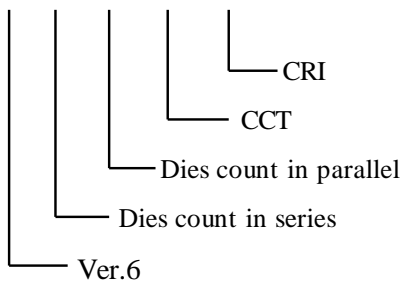 CRI
CCT
Dies count in parallel
Dies count in series
Ver.6